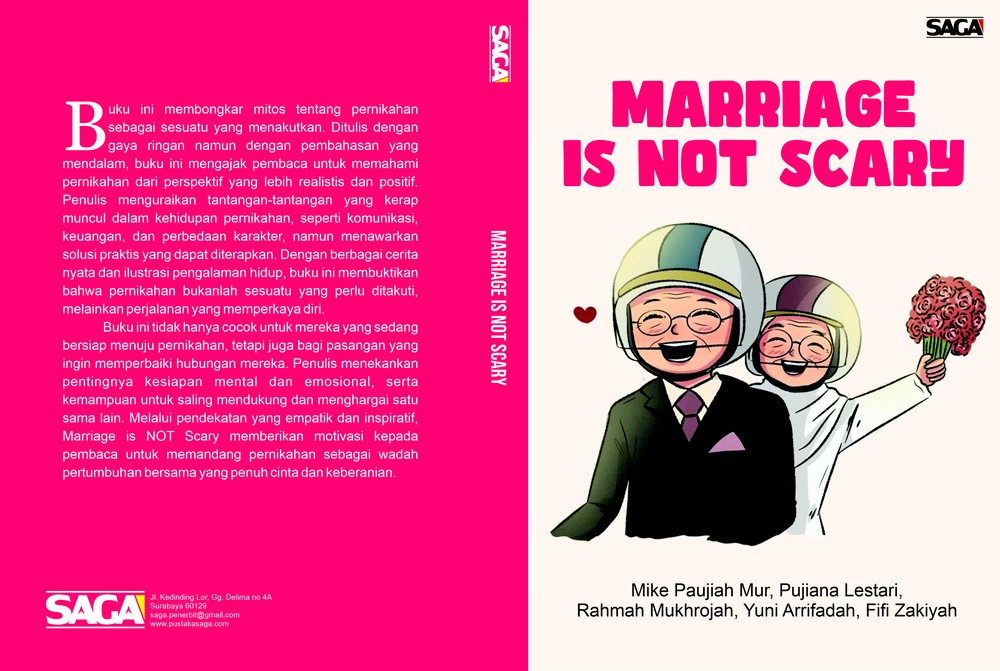 Buku ini membongkar mitos tentang pernikahan
sebagai sesuatu yang menakutkan. Ditulis dengan
gaya ringan namun dengan pembahasan yang
mendalam, buku ini mengajak pembaca untuk memahami
pernikahan dari perspektif yang lebih realistis dan positif.
Penulis menguraikan tantangan-tantangan yang kerap
muncul dalam kehidupan pernikahan, seperti komunikasi,
keuangan, dan perbedaan karakter, namun menawarkan
solusi praktis yang dapat diterapkan. Dengan berbagai cerita
nyata dan ilustrasi pengalaman hidup, buku ini membuktikan
bahwa pernikahan bukanlah sesuatu yang perlu ditakuti,
melainkan perjalanan yang memperkaya diri.
Buku ini tidak hanya cocok untuk mereka yang sedang
bersiap menuju pernikahan, tetapi juga bagi pasangan yang
ingin memperbaiki hubungan mereka. Penulis menekankan
pentingnya kesiapan mental dan emosional, serta
kemampuan untuk saling mendukung dan menghargai satu
sama lain. Melalui pendekatan yang empatik dan inspiratif,
Marriage is NOT Scary memberikan motivasi kepada
pembaca untuk memandang pernikahan sebagai wadah
pertumbuhan bersama yang penuh cinta dan keberanian.
SAGA
Jl. Kedinding Lor, Gg. Delima no 4A
Surabaya 60129
saga.penerbit@gmail.com
www.pustakasaga.com
SAGA
MARRIAGE IS NOT SCARY
SAGA
MARRIAGE
IS NOT SCARY
Mike Paujiah Mur, Pujiana Lestari,
Rahmah Mukhrojah, Yuni Arrifadah, Fifi Zakiyah